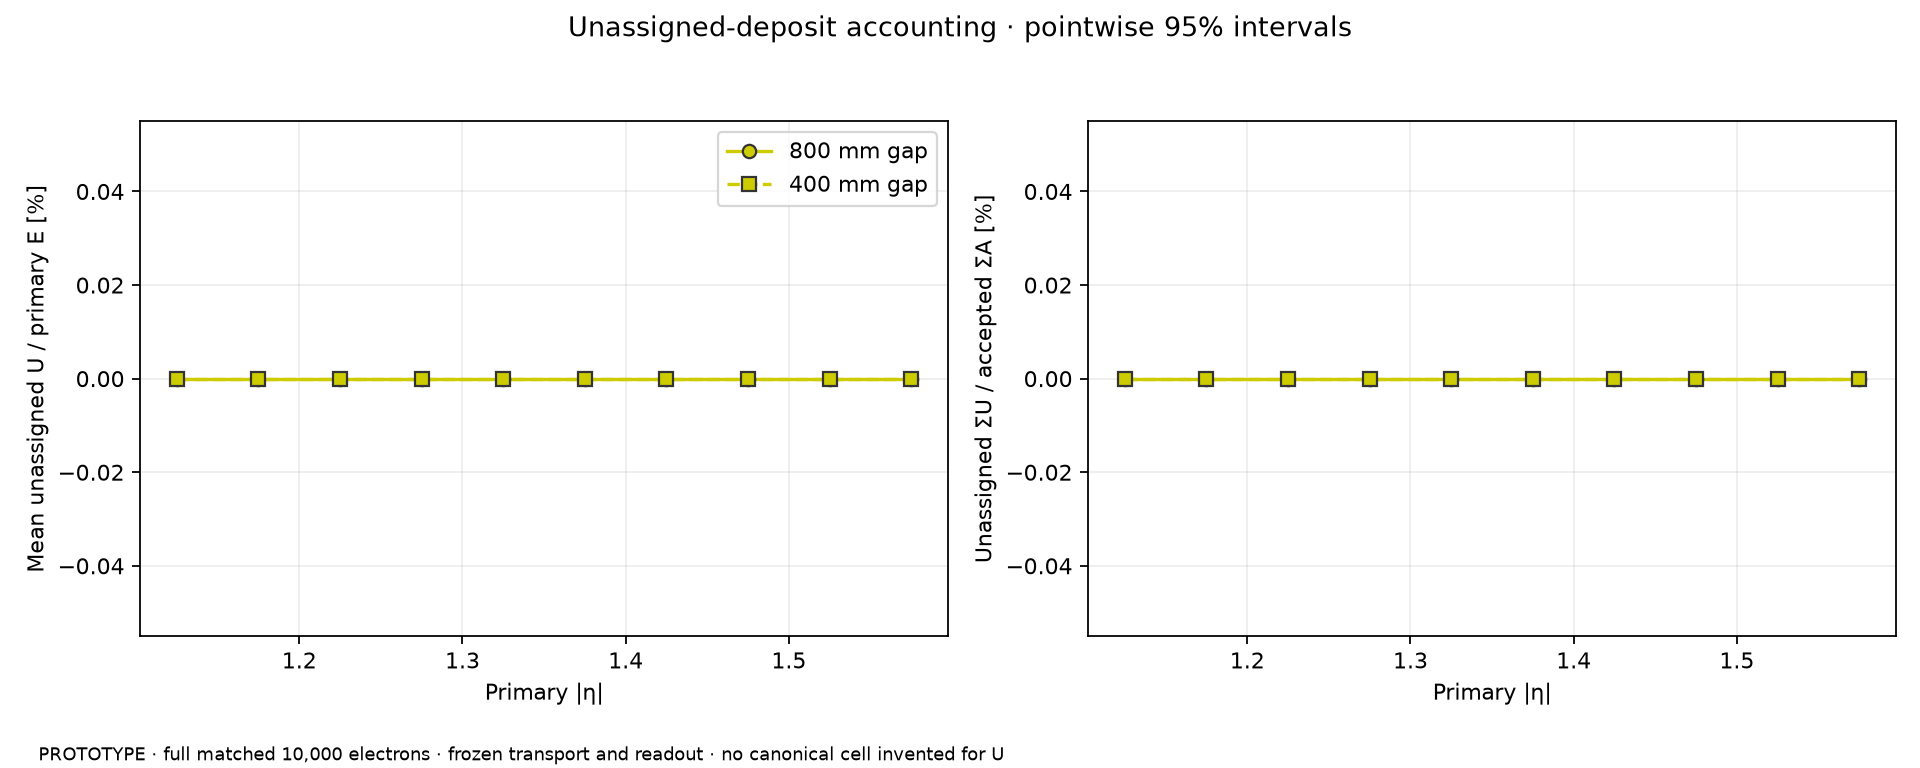 Unassigned-deposit accounting · pointwise 95% intervals
Mean unassigned U / primary E [%]
0.04
0.02
0.00
−0.02
−0.04
800 mm gap
400 mm gap
1.2
1.3
1.4
1.5
Primary |η|
Unassigned ΣU / accepted ΣA [%]
0.04
0.02
0.00
−0.02
−0.04
1.2
1.3
1.4
1.5
Primary |η|
PROTOTYPE · full matched 10,000 electrons · frozen transport and readout · no canonical cell invented for U